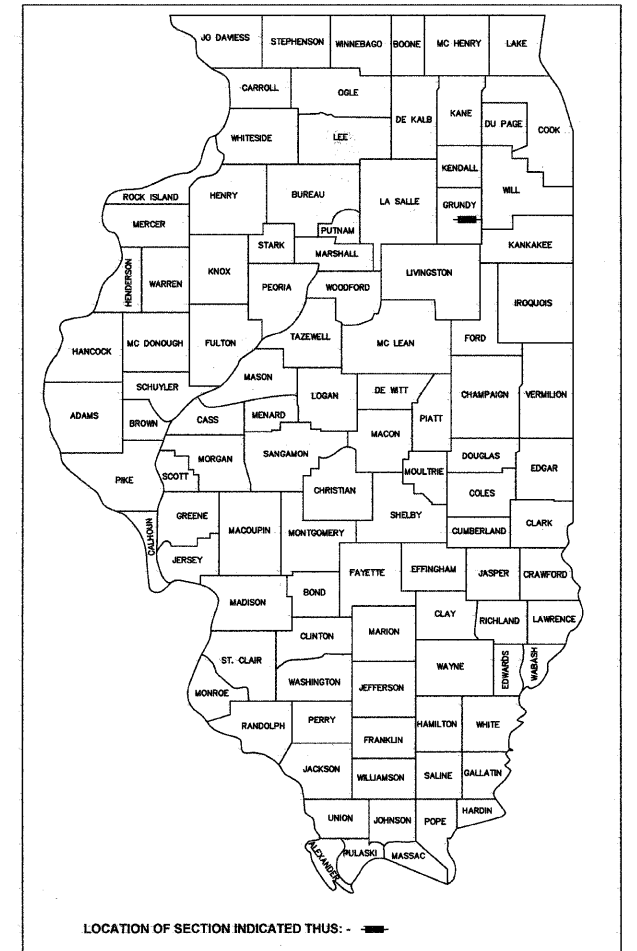 JO DAVIESS STEPHENSON WINNEBAGO BOONE MC HENRY LAKE
CARROLL OGLE DE KALB KANE DU PAGE COOK
WHITESIDE LEE
KENDALL WILL
ROCK ISLAND HENRY BUREAU LA SALLE GRUNDY
MERCER PUTNAM
STARK MARSHALL KANKAKEE
HENDERSON WARREN KNOX PEORIA WOODFORD LIVINGSTON IROQUOIS
HANCOCK MC DONOUGH FULTON TAZEWELL MC LEAN FORD
MASON
SCHUYLER LOGAN DE WITT CHAMPAIGN VERMILION
ADAMS BROWN CASS MENARD PIATT
MACON
MORGAN SANGAMON DOUGLAS
PIKE SCOTT MOULTRIE EDGAR
CHRISTIAN COLES
GREENE SHELBY
CALHOUN MACOUPIN MONTGOMERY CUMBERLAND CLARK
JERSEY
FAYETTE EFFINGHAM JASPER CRAWFORD
MADISON BOND
CLAY RICHLAND LAWRENCE
CLINTON MARION
ST. CLAIR WAYNE EDWARDS WABASH
WASHINGTON
MONROE JEFFERSON
RANDOLPH PERRY HAMILTON WHITE
FRANKLIN
JACKSON WILLIAMSON SALINE GALLATIN
UNION JOHNSON POPE HARDIN
ALEXANDER PULASKI MASSAC
LOCATION OF SECTION INDICATED THUS: -